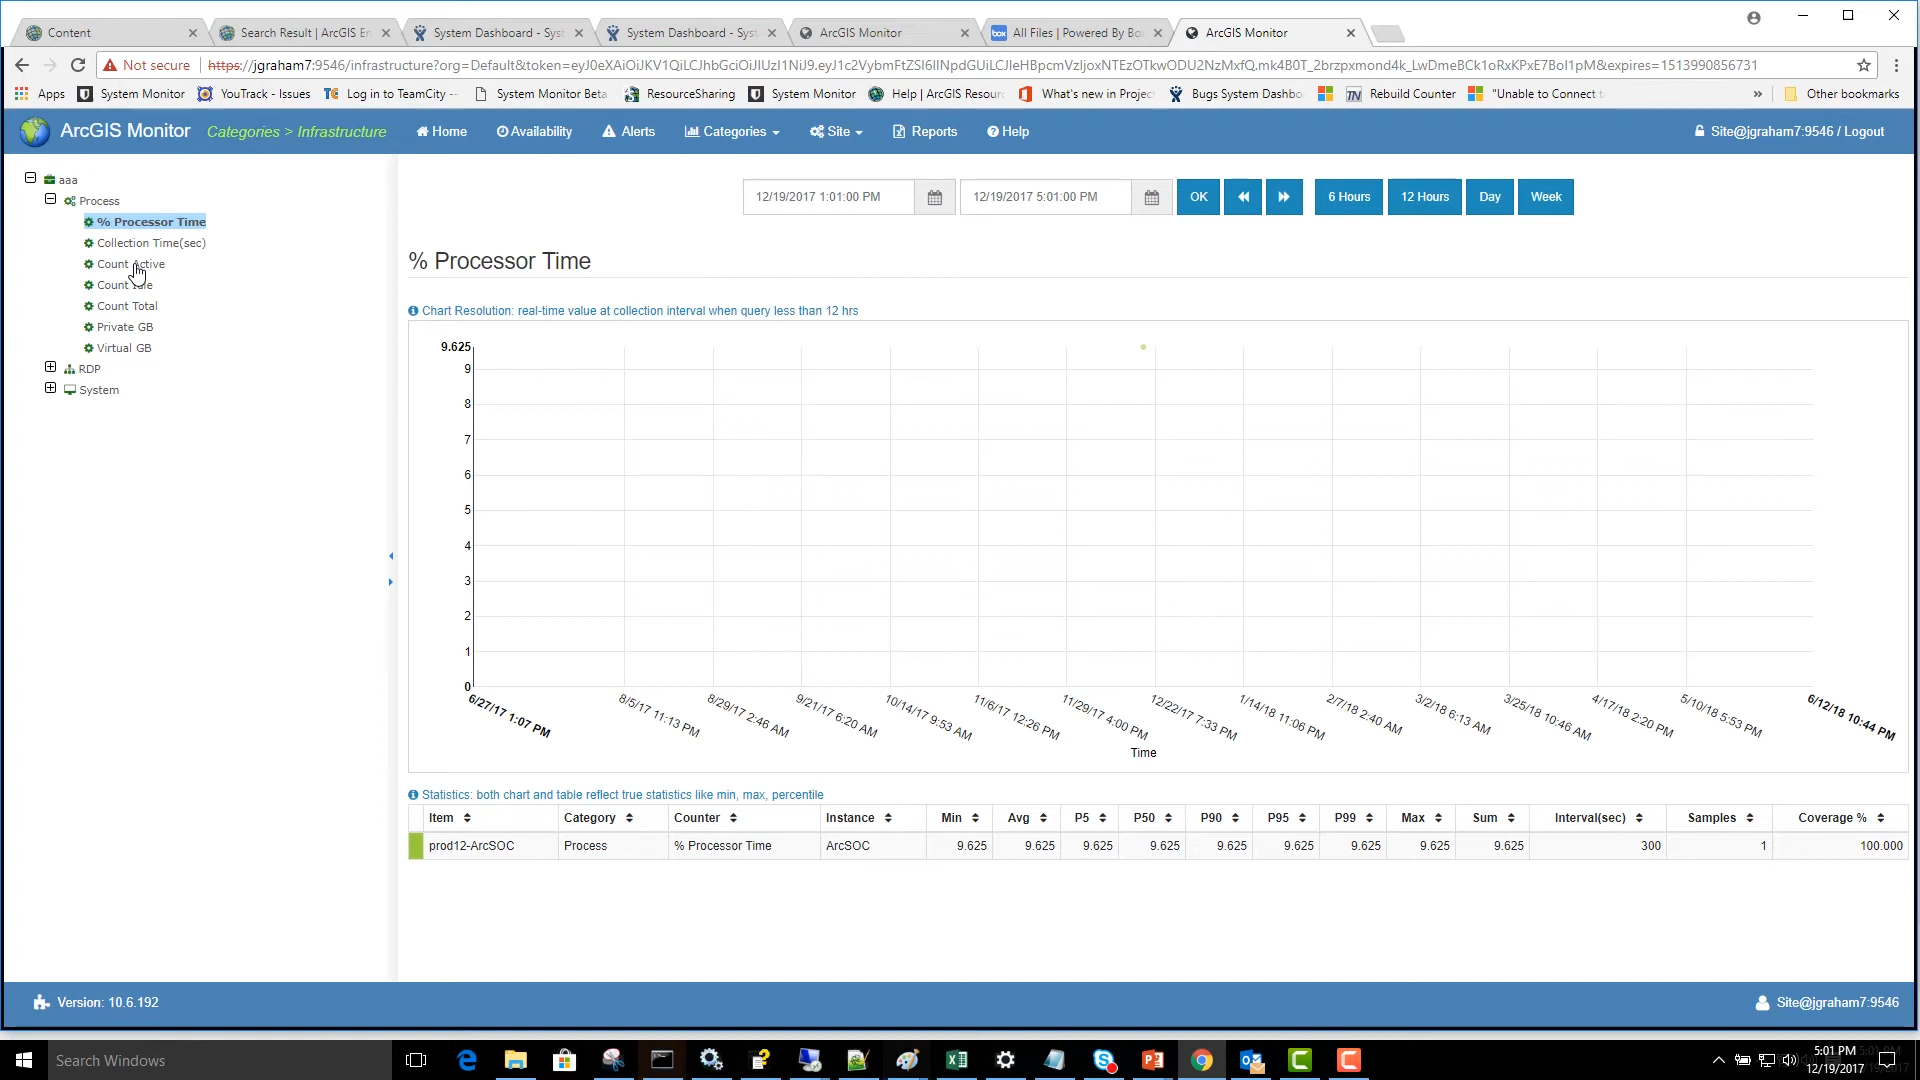 Content
Search Result | ArcGIS En
System Dashboard - Syst
System Dashboard - Syst
ArcGIS Monitor
box All Files | Powered By Bo
ArcGIS Monitor
Not secure https://jgraham7:9546/infrastructure?org=Default&token=eyJ0eXAiOiJKV1QiLCJhbGciOiJIUzI1NiJ9.eyJ1c2VybmFtZSI6IlNpdGUiLCJleHBpcmVzIjoxNTEzOTkwODU2NzMxfQ.mk4B0T_2brzpxmond4k_LwDmeBCk1oRxKPxE7BoI1pM&expires=1513990856731
Apps System Monitor YouTrack - Issues TC Log in to TeamCity -- System Monitor Beta ResourceSharing System Monitor Help | ArcGIS Resour What's new in Projec Bugs System Dashbo TN Rebuild Counter "Unable to Connect t » Other bookmarks
ArcGIS Monitor Categories > Infrastructure Home Availability Alerts Categories Site Reports Help Site@jgraham7:9546 / Logout
aaa
Process
% Processor Time
Collection Time(sec)
Count Active
Count
Count Total
Private GB
Virtual GB
RDP
System
12/19/2017 1:01:00 PM 12/19/2017 5:01:00 PM OK 6 Hours 12 Hours Day Week
% Processor Time
Chart Resolution: real-time value at collection interval when query less than 12 hrs
9.625
9
8
7
6
5
4
3
2
1
0
6/27/17 1:07 PM
8/5/17 11:13 PM
8/29/17 2:46 AM
9/21/17 6:20 AM
10/14/17 9:53 AM
11/6/17 12:26 PM
11/29/17 4:00 PM
12/22/17 7:33 PM
1/14/18 11:06 PM
2/7/18 2:40 AM
3/2/18 6:13 AM
3/25/18 10:46 AM
4/17/18 2:20 PM
5/10/18 5:53 PM
6/12/18 10:44 PM
Time
Statistics: both chart and table reflect true statistics like min, max, percentile
Item Category Counter Instance Min Avg P5 P50 P90 P95 P99 Max Sum Interval(sec) Samples Coverage %
prod12-ArcSOC Process % Processor Time ArcSOC 9.625 9.625 9.625 9.625 9.625 9.625 9.625 9.625 9.625 300 1 100.000
Version: 10.6.192 Site@jgraham7:9546
Search Windows
5:01 PM
12/19/2017